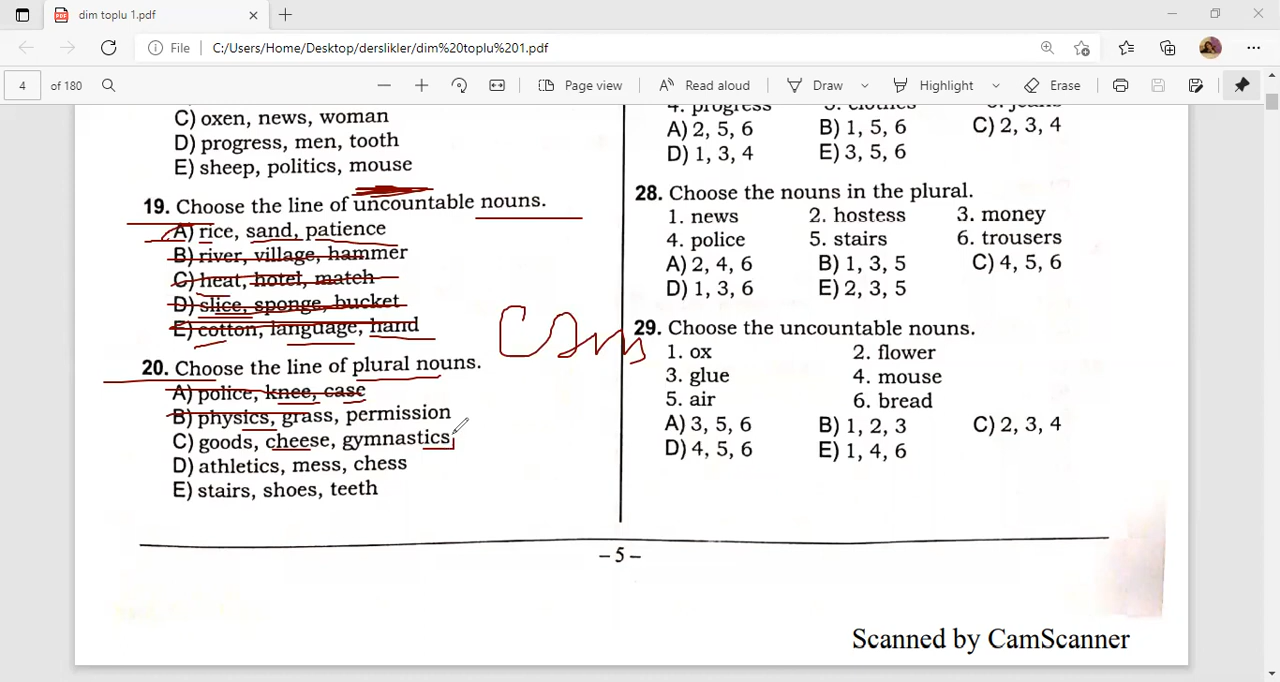 dim toplu 1.pdf
File C:/Users/Home/Desktop/derslikler/dim%20toplu%201.pdf
4 of 180 Page view Read aloud Draw Highlight Erase
C) oxen, news, woman
D) progress, men, tooth
E) sheep, politics, mouse
19. Choose the line of uncountable nouns.
A) rice, sand, patience
B) river, village, hammer
C) heat, hotel, match
D) slice, sponge, bucket
E) cotton, language, hand
20. Choose the line of plural nouns.
A) police, knee, case
B) physics, grass, permission
C) goods, cheese, gymnastics
D) athletics, mess, chess
E) stairs, shoes, teeth
4. progress 5. clothes 6. jeans
A) 2, 5, 6 B) 1, 5, 6 C) 2, 3, 4
D) 1, 3, 4 E) 3, 5, 6
28. Choose the nouns in the plural.
1. news 2. hostess 3. money
4. police 5. stairs 6. trousers
A) 2, 4, 6 B) 1, 3, 5 C) 4, 5, 6
D) 1, 3, 6 E) 2, 3, 5
29. Choose the uncountable nouns.
1. ox 2. flower
3. glue 4. mouse
5. air 6. bread
A) 3, 5, 6 B) 1, 2, 3 C) 2, 3, 4
D) 4, 5, 6 E) 1, 4, 6
– 5 –
Scanned by CamScanner